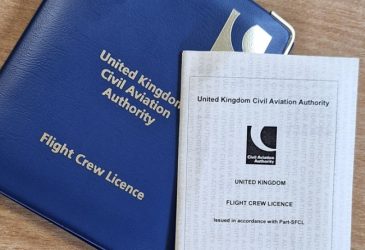 United Kingdom
Civil Aviation
Authority
Flight Crew Licence
United Kingdom Civil Aviation Authority
Civil Aviation
Authority
UNITED KINGDOM
FLIGHT CREW LICENCE
Issued in accordance with Part-SFCL